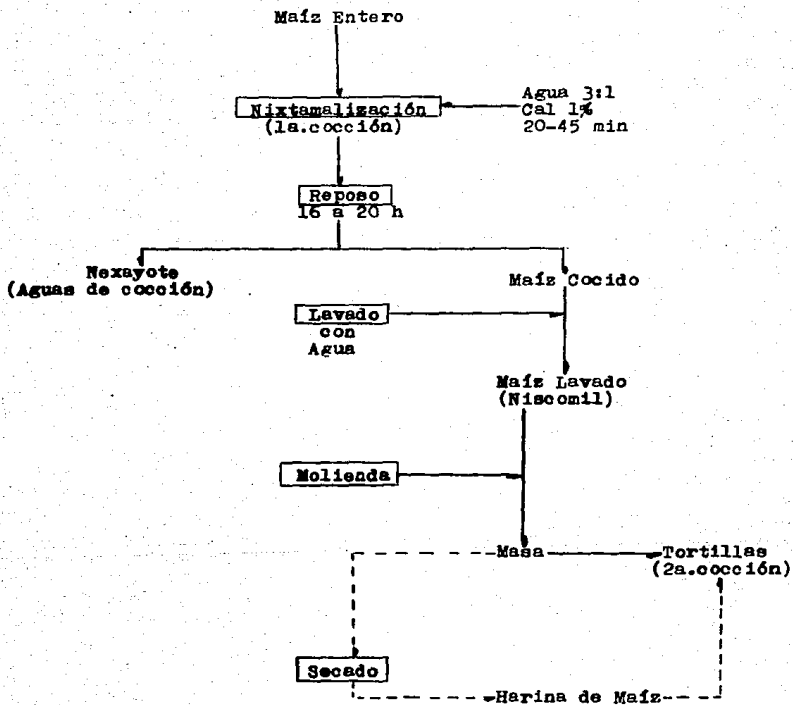 Maíz Entero
Nixtamalización
(1a.cocción)
Agua 3:1
Cal 1%
20-45 min
Reposo
16 a 20 h
Nexayote
(Aguas de cocción)
Maíz Cocido
Lavado
con
Agua
Maíz Lavado
(Niscomil)
Molienda
Masa
Tortillas
(2a.cocción)
Secado
Harina de Maíz